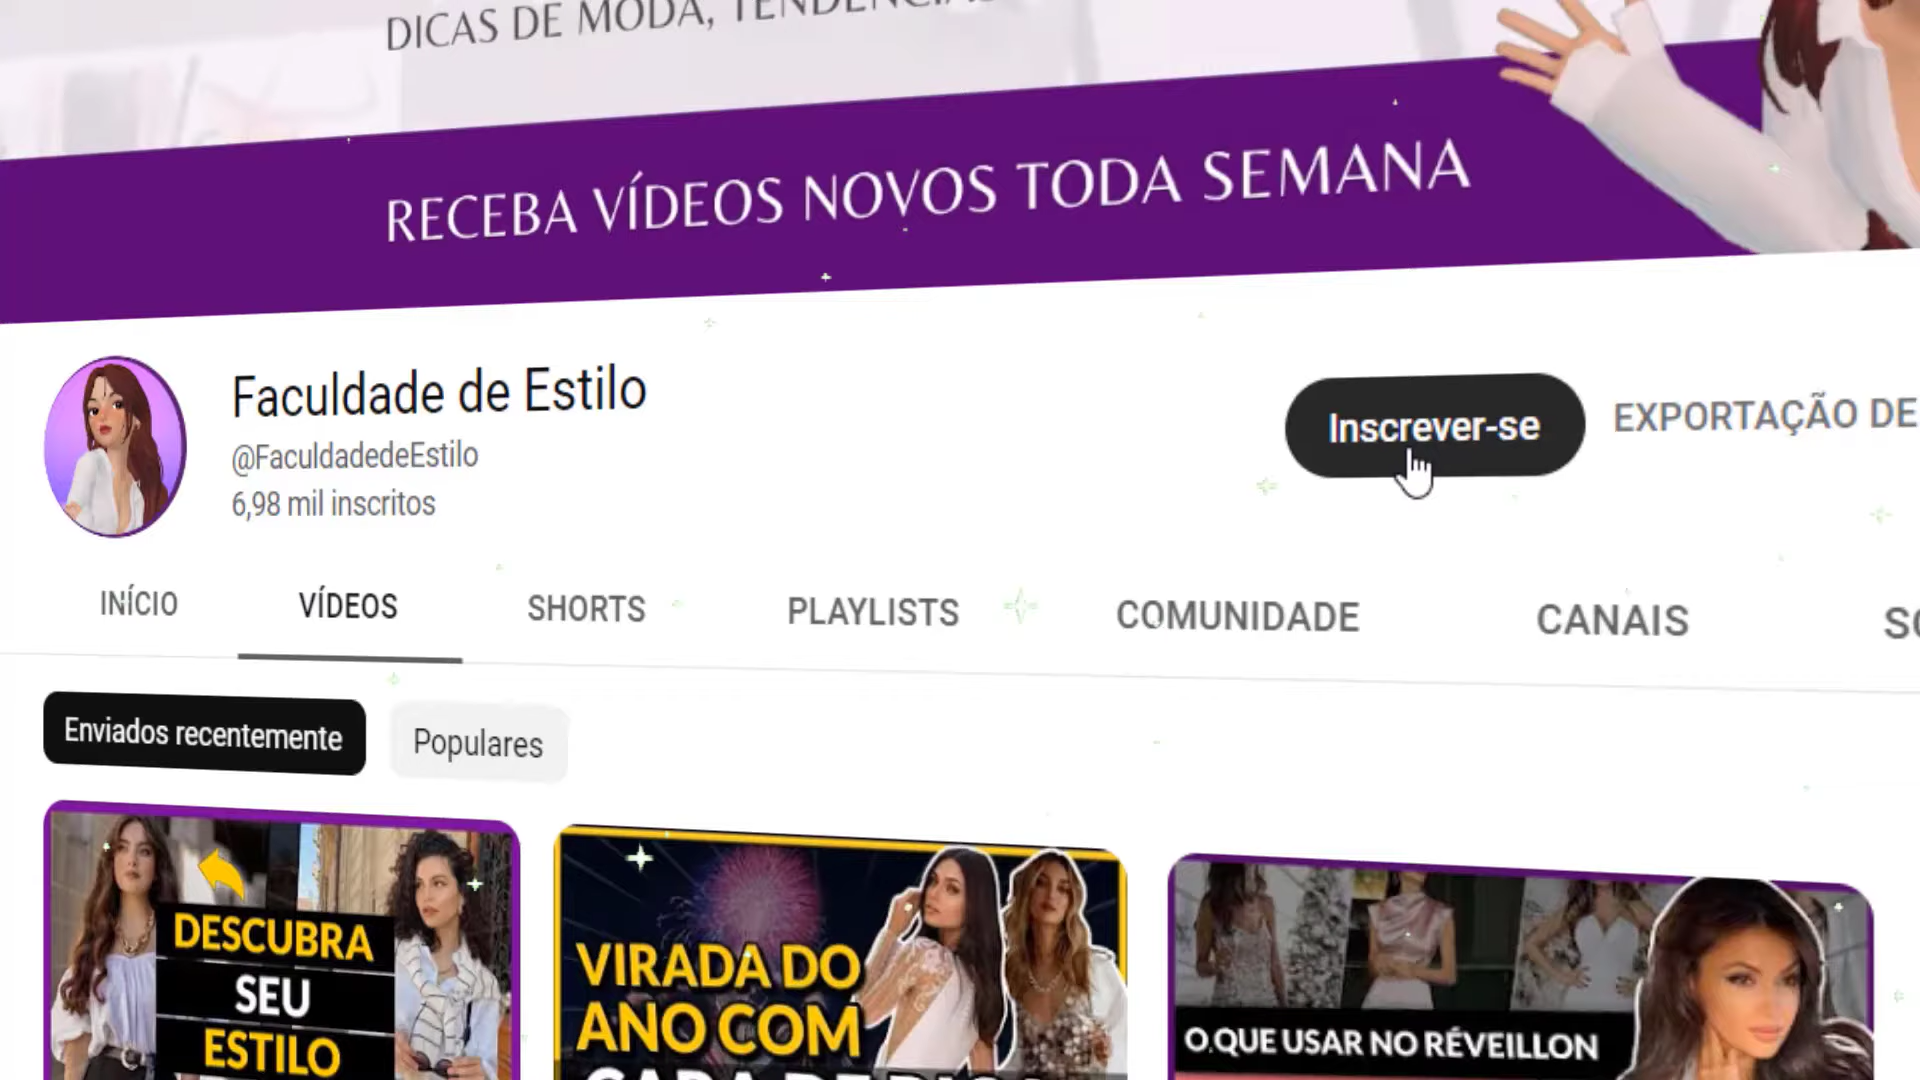 DICAS DE MODA,
RECEBA VÍDEOS NOVOS TODA SEMANA
Faculdade de Estilo
@FaculdadedeEstilo
6,98 mil inscritos
Inscrever-se
EXPORTAÇÃO DE
INÍCIO
VÍDEOS
SHORTS
PLAYLISTS
COMUNIDADE
CANAIS
Enviados recentemente
Populares
DESCUBRA
SEU
ESTILO
VIRADA DO
ANO COM
O QUE USAR NO RÉVEILLON